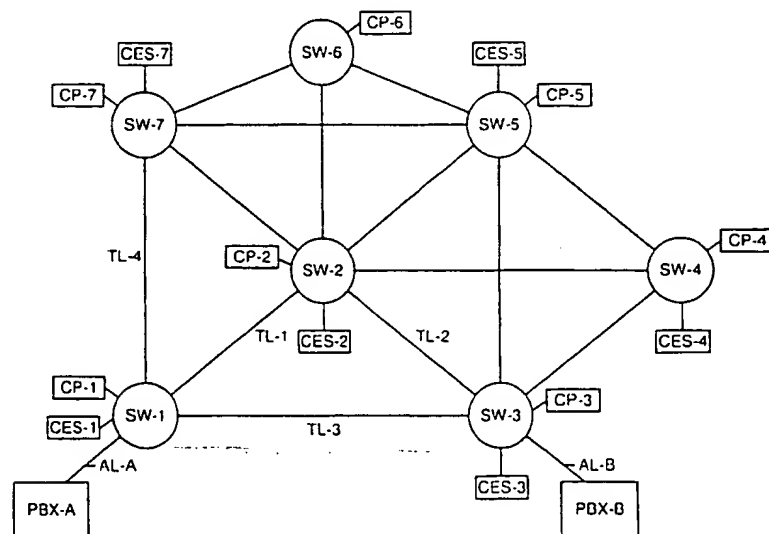 CP-6
SW-6
CES-7
CES-5
CP-7
CP-5
SW-7
SW-5
CP-2
SW-2
CP-4
SW-4
TL-4
TL-1
TL-2
CES-2
CES-4
CP-1
CES-1
SW-1
TL-3
SW-3
CP-3
AL-A
AL-B
CES-3
PBX-A
PBX-B